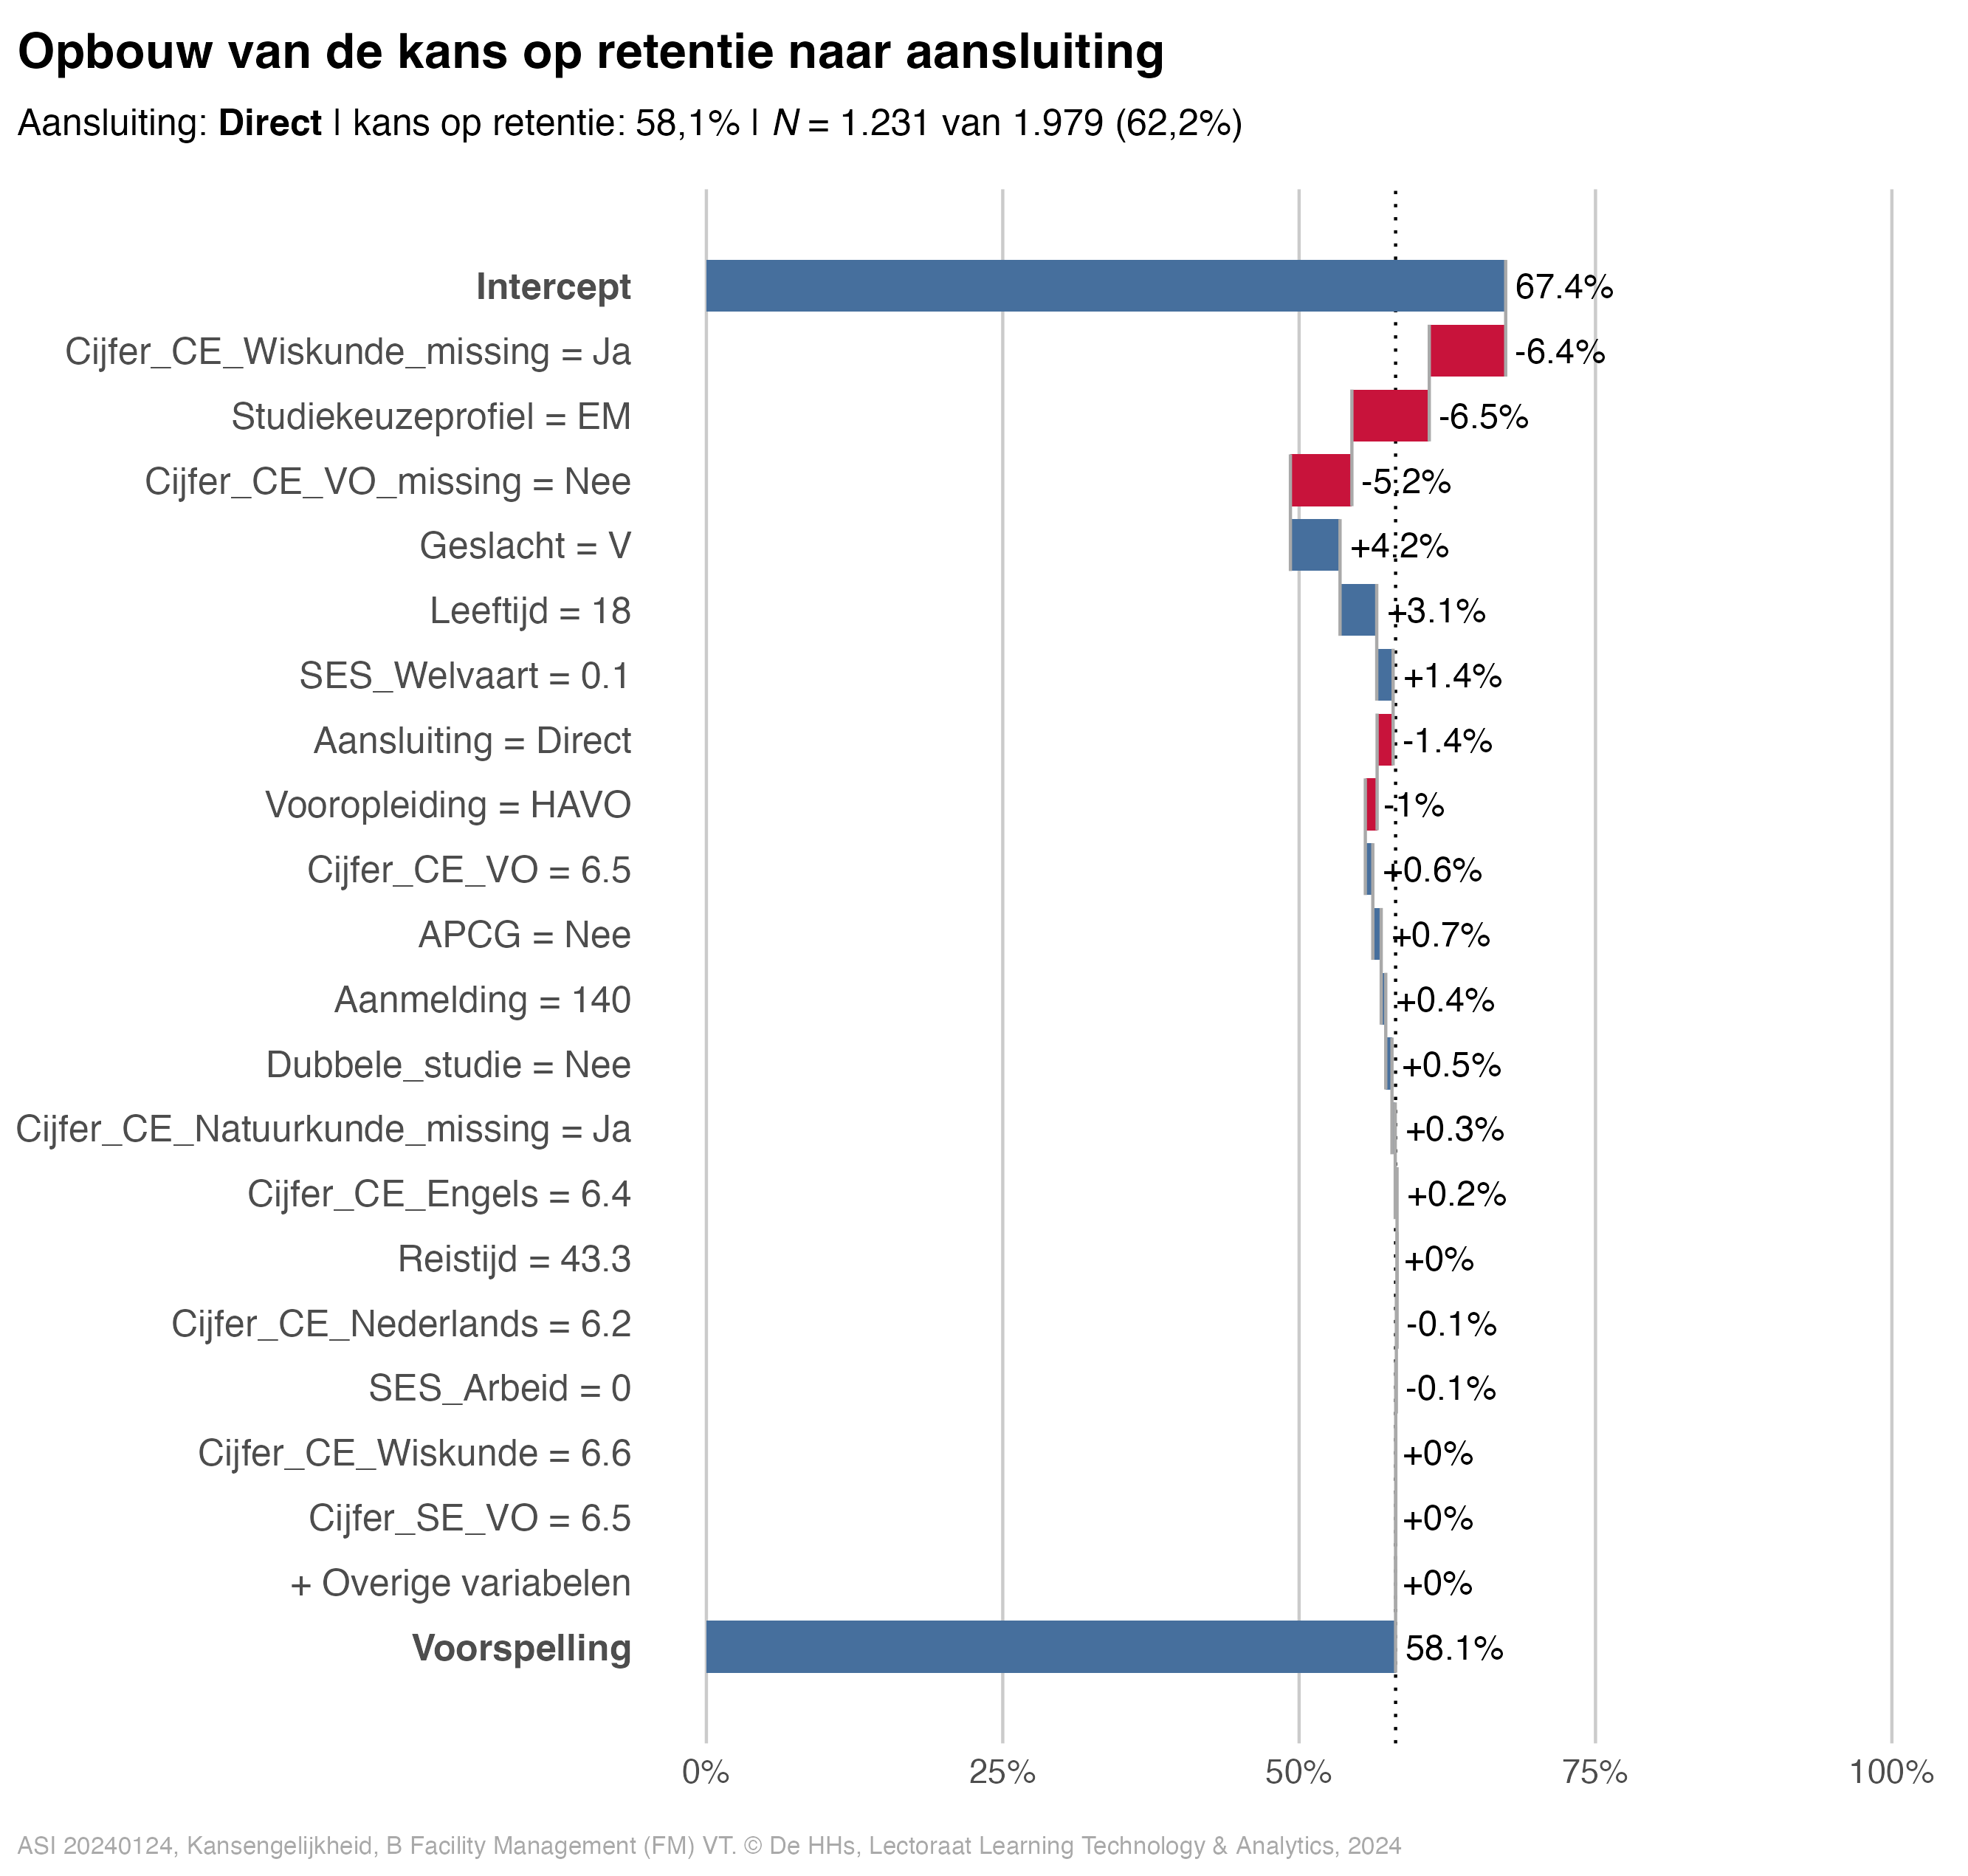 Opbouw van de kans op retentie naar aansluiting
Aansluiting: Direct | kans op retentie: 58,1% | N = 1.231 van 1.979 (62,2%)
Intercept 67.4%
Cijfer_CE_Wiskunde_missing = Ja -6.4%
Studiekeuzeprofiel = EM -6.5%
Cijfer_CE_VO_missing = Nee -5.2%
Geslacht = V +4.2%
Leeftijd = 18 +3.1%
SES_Welvaart = 0.1 +1.4%
Aansluiting = Direct -1.4%
Vooropleiding = HAVO -1%
Cijfer_CE_VO = 6.5 +0.6%
APCG = Nee +0.7%
Aanmelding = 140 +0.4%
Dubbele_studie = Nee +0.5%
Cijfer_CE_Natuurkunde_missing = Ja +0.3%
Cijfer_CE_Engels = 6.4 +0.2%
Reistijd = 43.3 +0%
Cijfer_CE_Nederlands = 6.2 -0.1%
SES_Arbeid = 0 -0.1%
Cijfer_CE_Wiskunde = 6.6 +0%
Cijfer_SE_VO = 6.5 +0%
+ Overige variabelen +0%
Voorspelling 58.1%
0% 25% 50% 75% 100%
ASI 20240124, Kansengelijkheid, B Facility Management (FM) VT. © De HHs, Lectoraat Learning Technology & Analytics, 2024